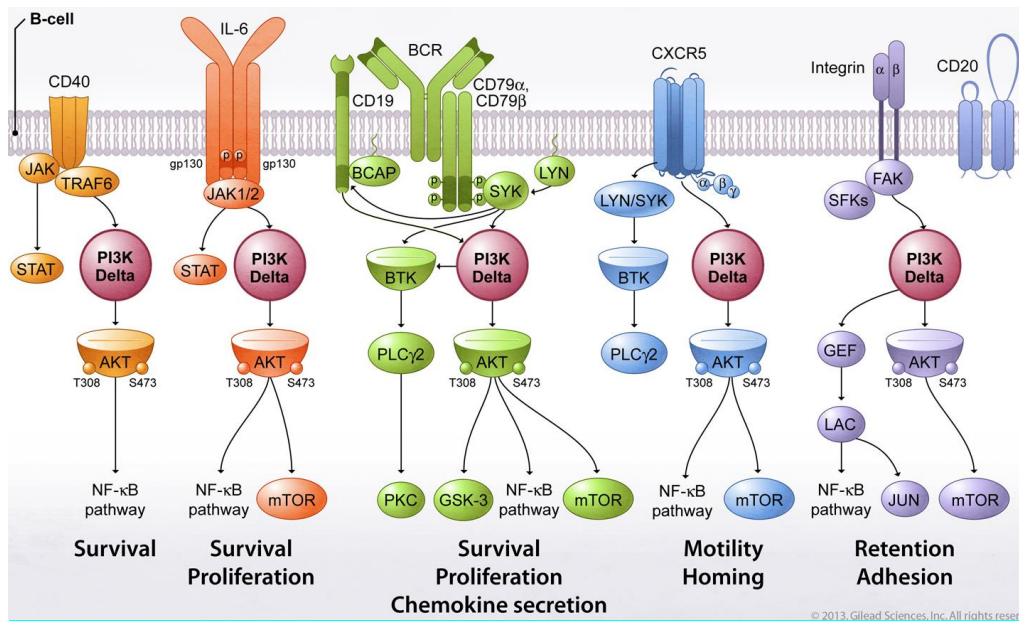 B-cell
CD40
JAK
TRAF6
STAT
PI3K
Delta
AKT
T308
S473
NF-κB
pathway
Survival
IL-6
gp130
p p
gp130
JAK1/2
STAT
PI3K
Delta
AKT
T308
S473
NF-κB
pathway
mTOR
Survival
Proliferation
BCR
CD19
CD79α,
CD79β
BCAP
LYN
p p
p p
SYK
BTK
PI3K
Delta
PLCγ2
AKT
T308
S473
PKC
GSK-3
NF-κB
pathway
mTOR
Survival
Proliferation
Chemokine secretion
CXCR5
α β γ
LYN/SYK
BTK
PI3K
Delta
PLCγ2
AKT
T308
S473
NF-κB
pathway
mTOR
Motility
Homing
Integrin
α β
FAK
SFKs
PI3K
Delta
GEF
AKT
T308
S473
LAC
NF-κB
pathway
JUN
mTOR
Retention
Adhesion
CD20
© 2013. Gilead Sciences, Inc. All rights reser